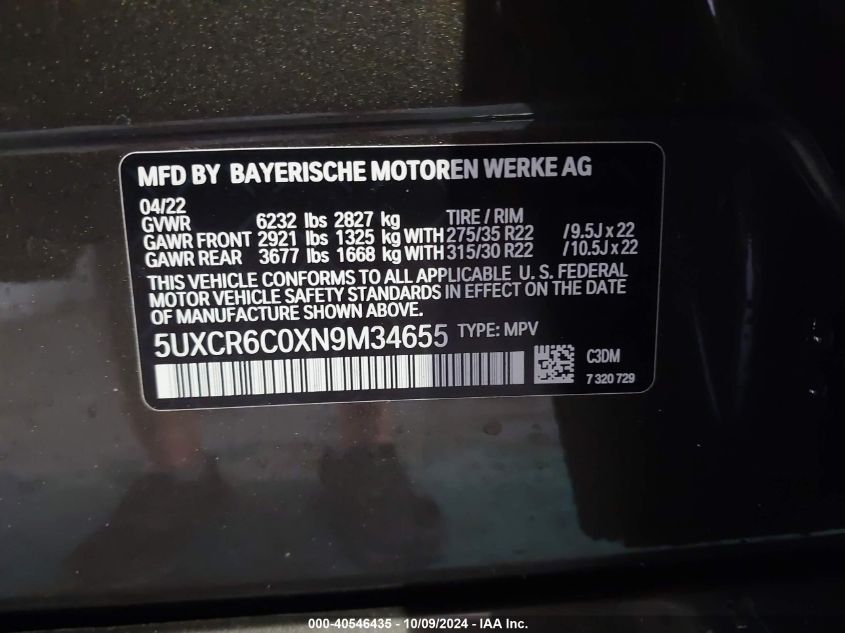 MFD BY BAYERISCHE MOTOREN WERKE AG
04/22
GVWR 6232 lbs 2827 kg TIRE / RIM
GAWR FRONT 2921 lbs 1325 kg WITH 275/35 R22 /9.5J x 22
GAWR REAR 3677 lbs 1668 kg WITH 315/30 R22 /10.5J x 22
THIS VEHICLE CONFORMS TO ALL APPLICABLE U. S. FEDERAL
MOTOR VEHICLE SAFETY STANDARDS IN EFFECT ON THE DATE
OF MANUFACTURE SHOWN ABOVE.
5UXCR6C0XN9M34655 TYPE: MPV
C3DM
7 320 729
000-40546435 - 10/09/2024 - IAA Inc.